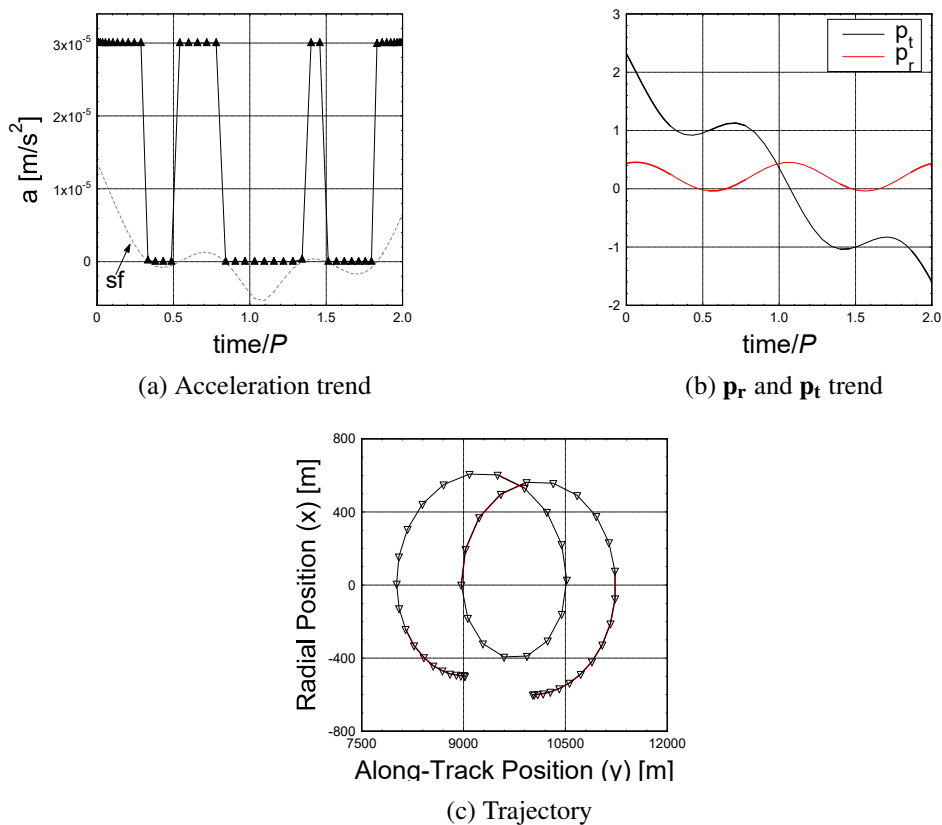 a [m/s²]
3x10⁻⁵
2x10⁻⁵
1x10⁻⁵
0
sf
0 0.5 1.0 1.5 2.0
time/P
(a) Acceleration trend
3
2
1
0
-1
-2
pₜ
pᵣ
0 0.5 1.0 1.5 2.0
time/P
(b) pᵣ and pₜ trend
Radial Position (x) [m]
800
400
0
-400
-800
7500 9000 10500 12000
Along-Track Position (y) [m]
(c) Trajectory